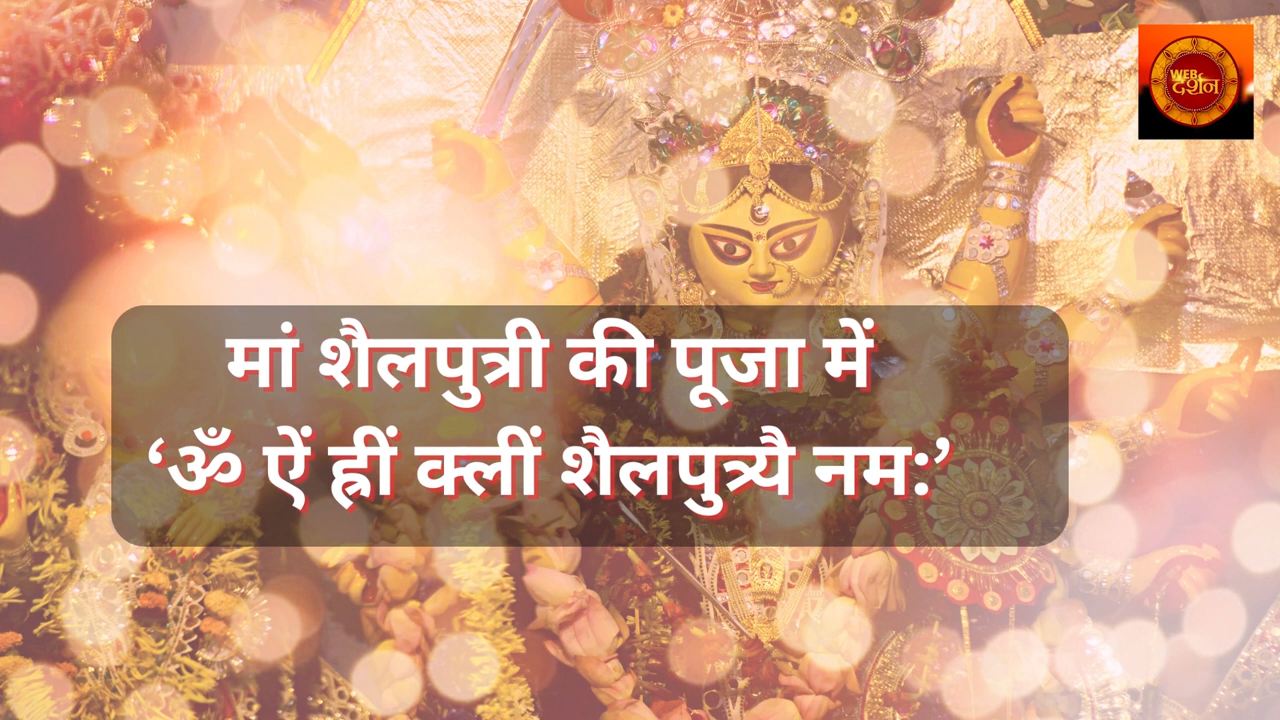 WEB
दर्शन
मां शैलपुत्री की पूजा में
‘ॐ ऐं ह्रीं क्लीं शैलपुत्र्यै नम:’